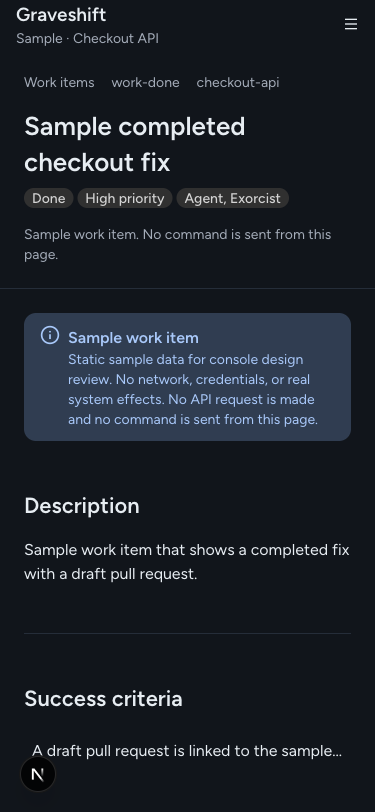 Graveshift
Sample · Checkout API
Work items work-done checkout-api
Sample completed
checkout fix
Done High priority Agent, Exorcist
Sample work item. No command is sent from this
page.
Sample work item
Static sample data for console design
review. No network, credentials, or real
system effects. No API request is made
and no command is sent from this page.
Description
Sample work item that shows a completed fix
with a draft pull request.
Success criteria
A draft pull request is linked to the sample...
N